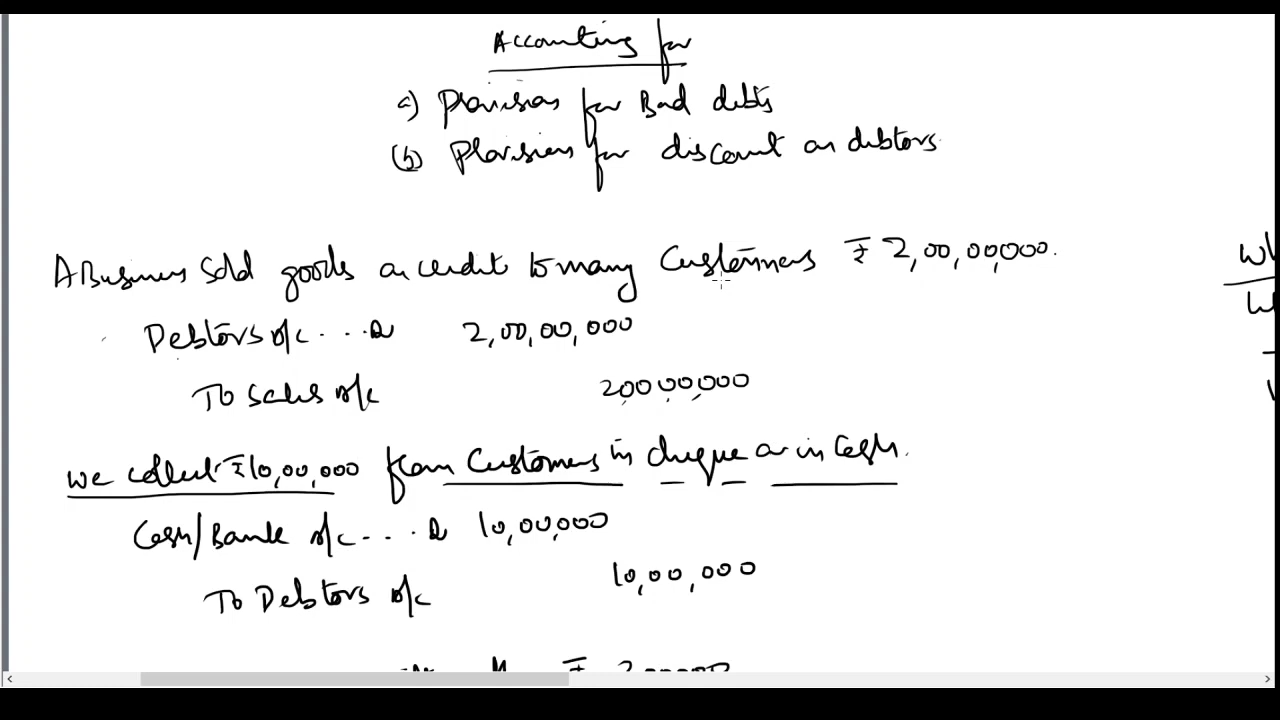 Accounting for
a) Provision for Bad debts
(b) Provision for discount on debtors
A Business Sold goods on credit to many Customers ₹ 2,00,00,000.
Debtors a/c ... Dr 2,00,00,000
To Sales a/c 2,00,00,000
We collect ₹10,00,000 from Customers in cheque or in Cash.
Cash/Bank a/c ... Dr 10,00,000
To Debtors a/c 10,00,000